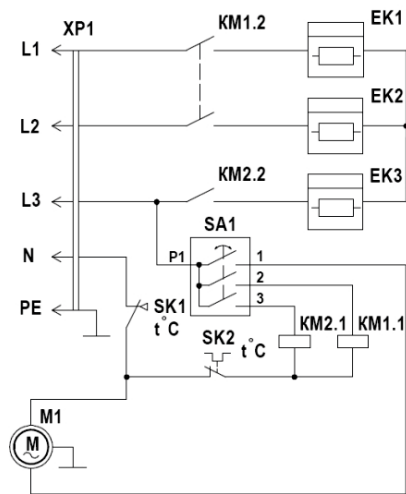 XP1
KM1.2
EK1
L1
EK2
L2
KM2.2
EK3
L3
SA1
N
P1
1
2
3
PE
SK1
t°C
KM2.1
KM1.1
SK2
t°C
M1
M